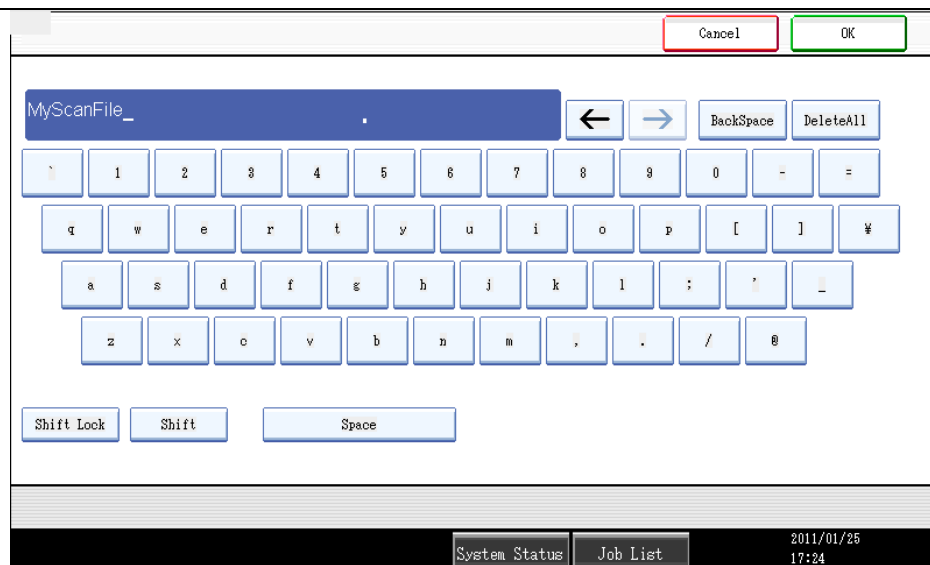 Cancel OK
MyScanFile_ .
← → BackSpace DeleteAll
` 1 2 3 4 5 6 7 8 9 0 - =
q w e r t y u i o p [ ] ¥
a s d f g h j k l ; ' _
z x c v b n m , . / @
Shift Lock Shift Space
System Status Job List 2011/01/25
17:24